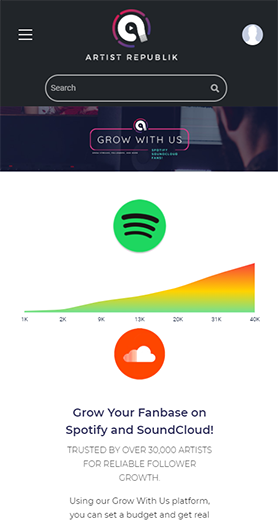 ARTIST REPUBLIK
Search
GROW WITH US
SPOTIFY
SOUNDCLOUD
1K 2K 9K 13K 20K 31K 40K
Grow Your Fanbase on
Spotify and SoundCloud!
TRUSTED BY OVER 30,000 ARTISTS
FOR RELIABLE FOLLOWER
GROWTH.
Using our Grow With Us platform,
you can set a budget and get real